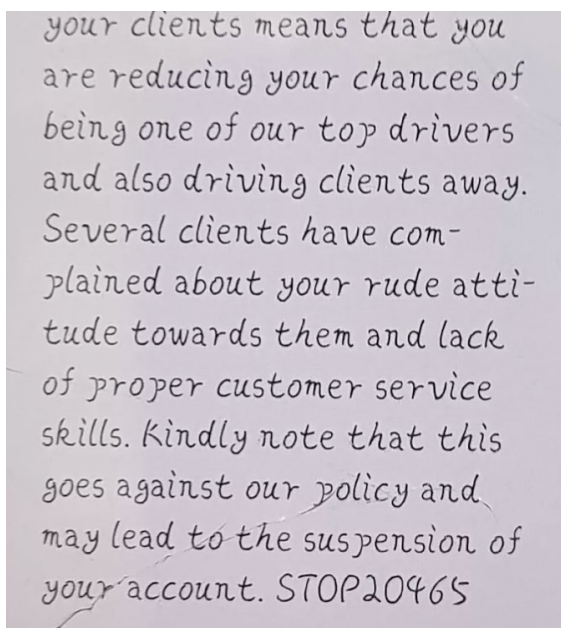 your clients means that you
are reducing your chances of
being one of our top drivers
and also driving clients away.
Several clients have com-
plained about your rude atti-
tude towards them and lack
of proper customer service
skills. Kindly note that this
goes against our policy and
may lead to the suspension of
your account. STOP20465